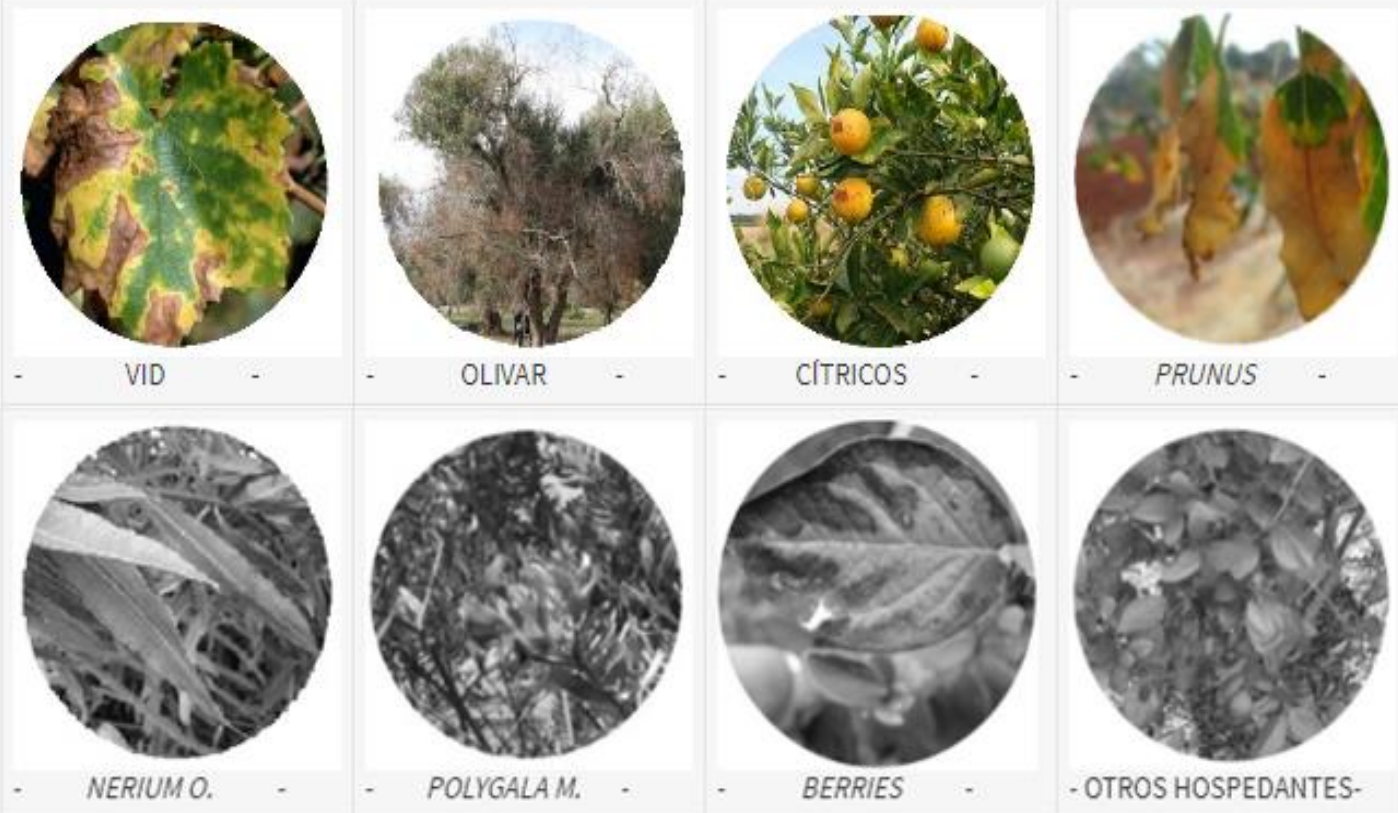 - VID -
- OLIVAR -
- CÍTRICOS -
- PRUNUS -
- NERIUM O. -
- POLYGALA M. -
- BERRIES -
- OTROS HOSPEDANTES-